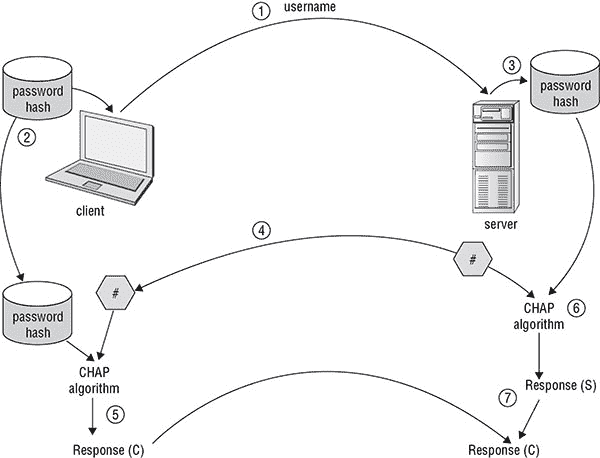 ① username
③
password
hash
password
hash
②
client
server
④
#
#
password
hash
CHAP
algorithm
⑥
CHAP
algorithm
⑤
Response (S)
⑦
Response (C)
Response (C)